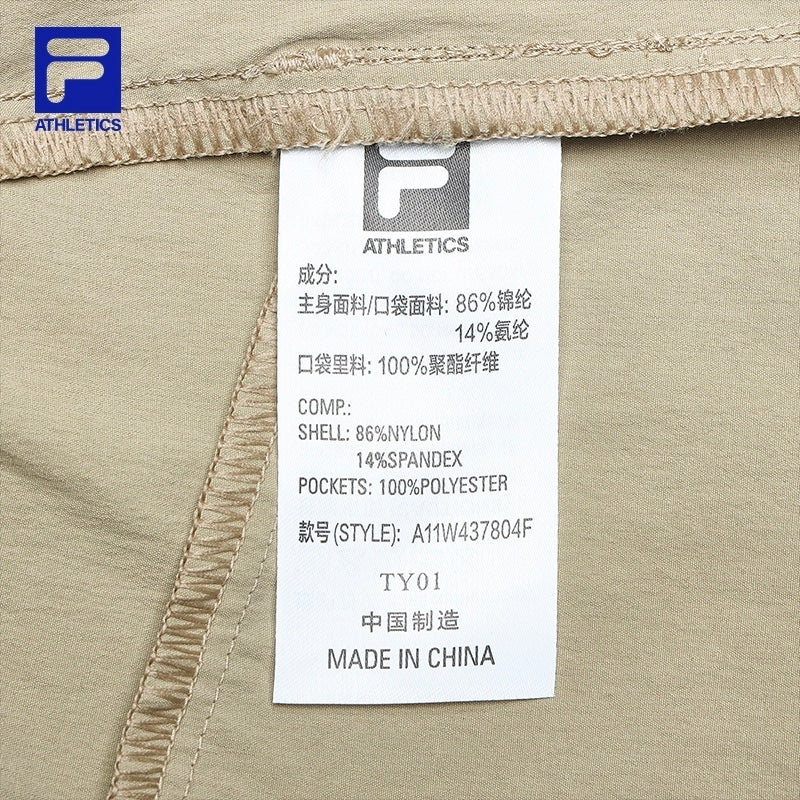 ATHLETICS
ATHLETICS
成分:
主身面料/口袋面料: 86%锦纶
14%氨纶
口袋里料: 100%聚酯纤维
COMP.:
SHELL: 86%NYLON
14%SPANDEX
POCKETS: 100%POLYESTER
款号(STYLE): A11W437804F
TY01
中国制造
MADE IN CHINA